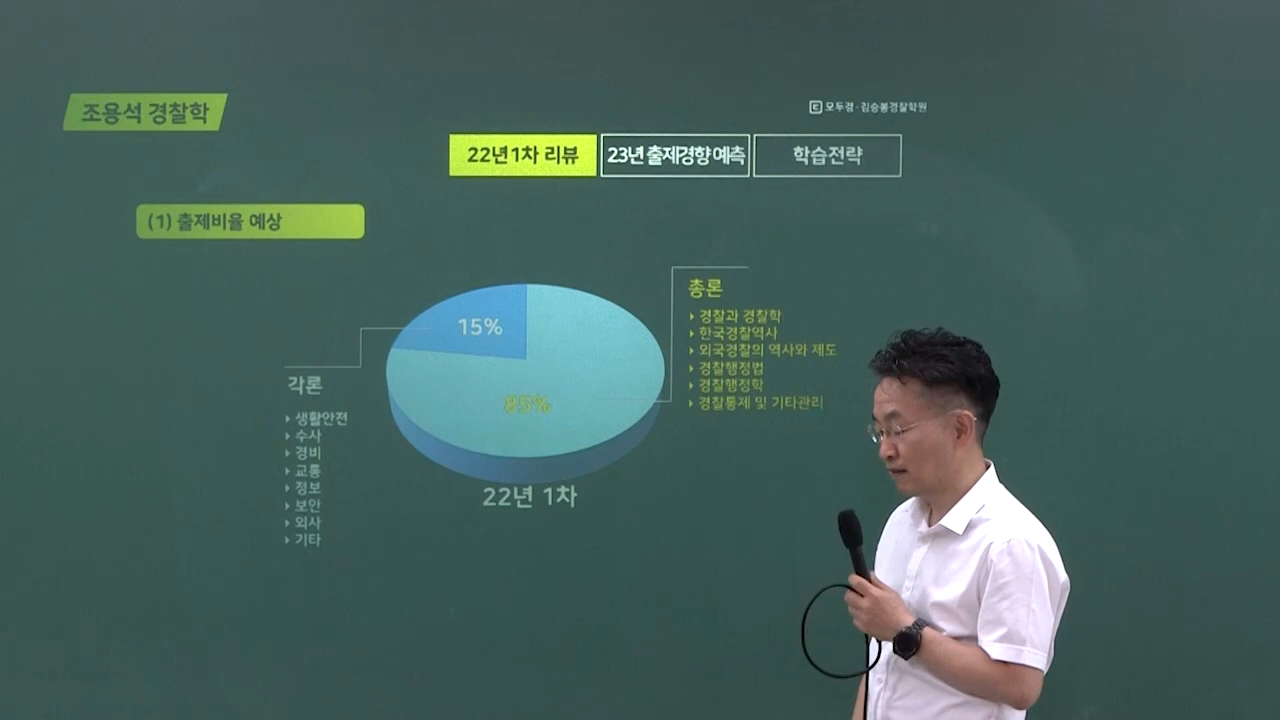 조용석 경찰학
모두경 · 김승봉경찰학원
22년 1차 리뷰
23년 출제경향 예측
학습전략
(1) 출제비율 예상
15%
85%
22년 1차
각론
생활안전
수사
경비
교통
정보
보안
외사
기타
총론
경찰과 경찰학
한국경찰역사
외국경찰의 역사와 제도
경찰행정법
경찰행정학
경찰통제 및 기타관리